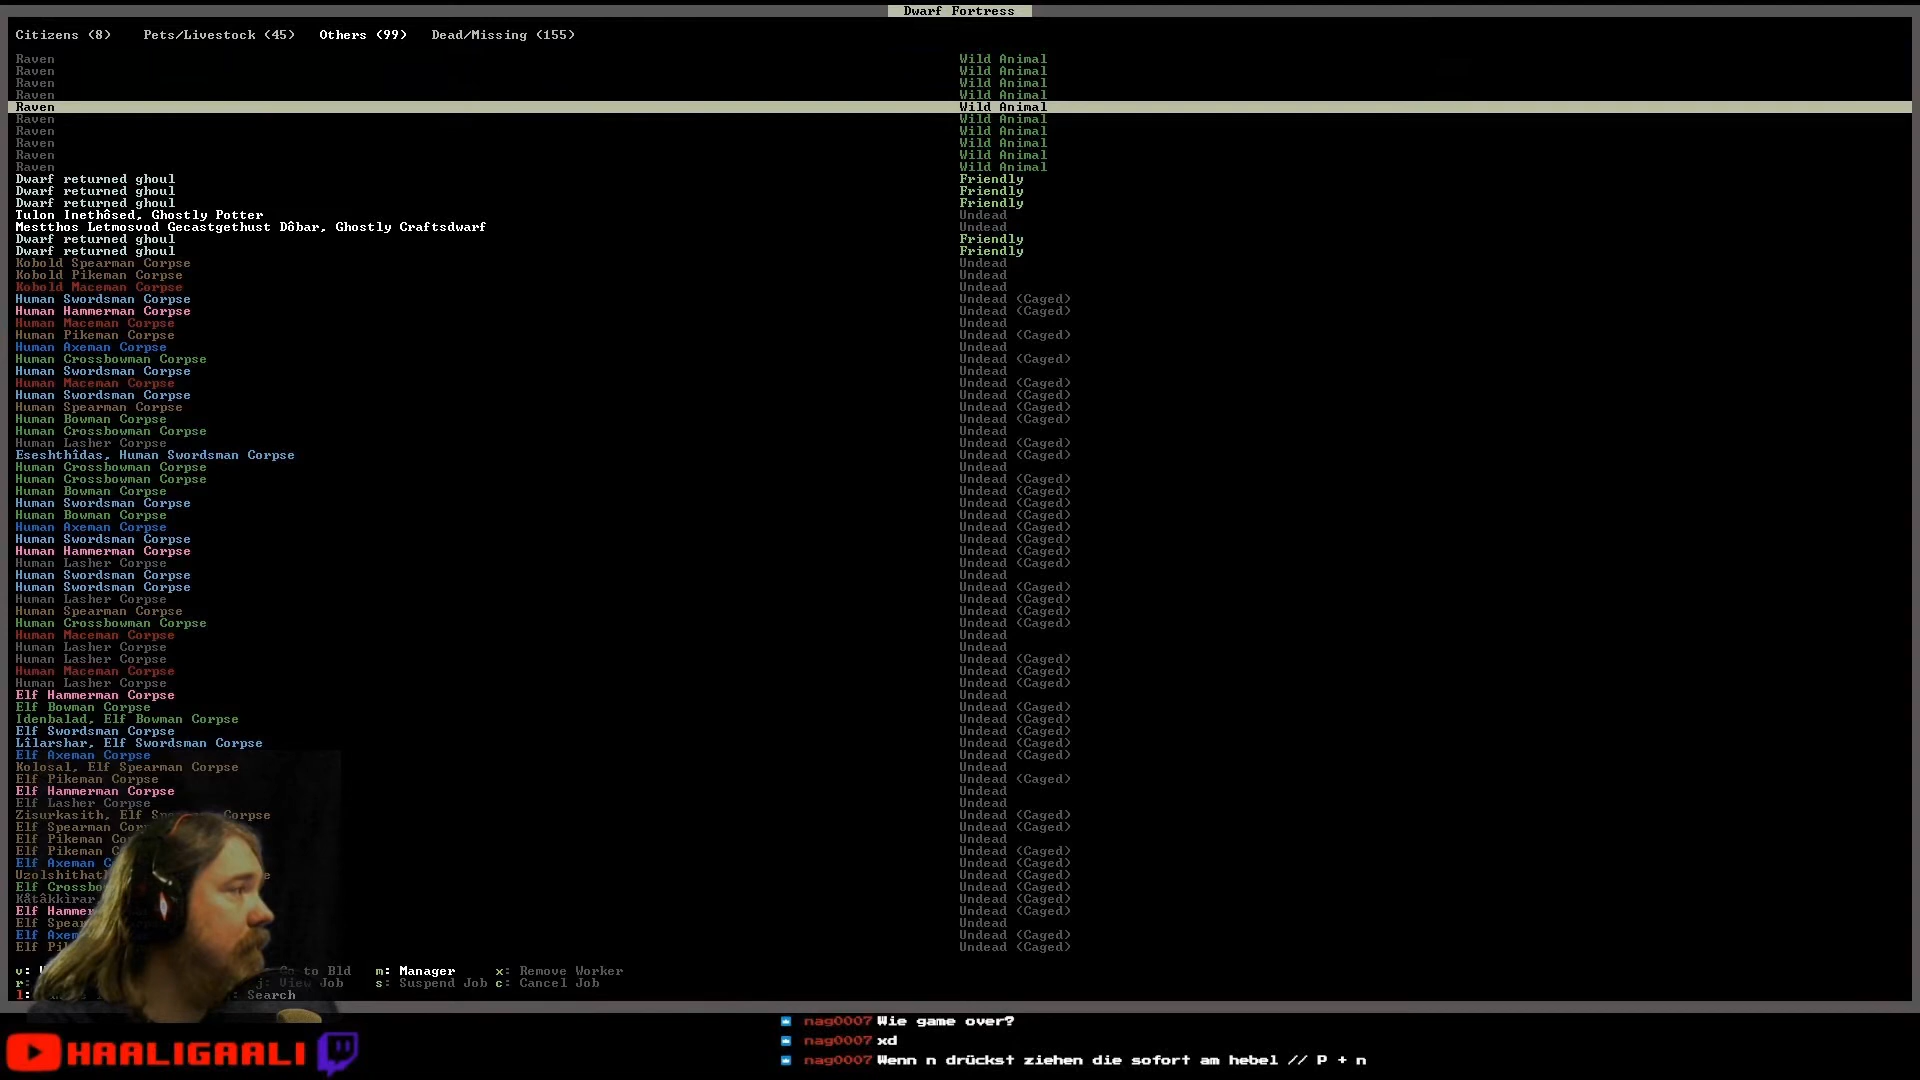 Dwarf Fortress
Citizens (8) Pets/Livestock (45) Others (99) Dead/Missing (155)
Raven Wild Animal
Raven Wild Animal
Raven Wild Animal
Raven Wild Animal
Raven Wild Animal
Raven Wild Animal
Raven Wild Animal
Raven Wild Animal
Raven Wild Animal
Raven Wild Animal
Dwarf returned ghoul Friendly
Dwarf returned ghoul Friendly
Dwarf returned ghoul Friendly
Tulon Inethôsed, Ghostly Potter Undead
Mestthos Letmosvod Gecastgethust Dôbar, Ghostly Craftsdwarf Undead
Dwarf returned ghoul Friendly
Dwarf returned ghoul Friendly
Kobold Spearman Corpse Undead
Kobold Pikeman Corpse Undead
Kobold Maceman Corpse Undead
Human Swordsman Corpse Undead (Caged)
Human Hammerman Corpse Undead (Caged)
Human Maceman Corpse Undead
Human Pikeman Corpse Undead (Caged)
Human Axeman Corpse Undead
Human Crossbowman Corpse Undead (Caged)
Human Swordsman Corpse Undead
Human Maceman Corpse Undead (Caged)
Human Swordsman Corpse Undead (Caged)
Human Spearman Corpse Undead (Caged)
Human Bowman Corpse Undead (Caged)
Human Crossbowman Corpse Undead
Human Lasher Corpse Undead (Caged)
Eseshthîdas, Human Swordsman Corpse Undead (Caged)
Human Crossbowman Corpse Undead
Human Crossbowman Corpse Undead (Caged)
Human Bowman Corpse Undead (Caged)
Human Swordsman Corpse Undead (Caged)
Human Bowman Corpse Undead (Caged)
Human Axeman Corpse Undead (Caged)
Human Swordsman Corpse Undead (Caged)
Human Hammerman Corpse Undead (Caged)
Human Lasher Corpse Undead (Caged)
Human Swordsman Corpse Undead
Human Swordsman Corpse Undead (Caged)
Human Lasher Corpse Undead (Caged)
Human Spearman Corpse Undead (Caged)
Human Crossbowman Corpse Undead (Caged)
Human Maceman Corpse Undead
Human Lasher Corpse Undead
Human Lasher Corpse Undead (Caged)
Human Maceman Corpse Undead (Caged)
Human Lasher Corpse Undead (Caged)
Elf Hammerman Corpse Undead
Elf Bowman Corpse Undead (Caged)
Idenbalad, Elf Bowman Corpse Undead (Caged)
Elf Swordsman Corpse Undead (Caged)
Lîlarshar, Elf Swordsman Corpse Undead (Caged)
Elf Axeman Corpse Undead (Caged)
Kolosal, Elf Spearman Corpse Undead
Elf Pikeman Corpse Undead (Caged)
Elf Hammerman Corpse Undead
Elf Lasher Corpse Undead
Zisurkasith, Elf Corpse Undead (Caged)
Elf Spearman Undead (Caged)
Elf Pikeman Undead
Elf Pikeman Undead (Caged)
Elf Axeman Undead (Caged)
Undead (Caged)
Elf Undead (Caged)
Undead (Caged)
Elf Undead (Caged)
Elf Undead
Elf Undead (Caged)
Elf Undead (Caged)
v: Go to Bld m: Manager x: Remove Worker
r: j: View Job s: Suspend Job c: Cancel Job
l: : Search
HAALIGAALI
nag0007 Wie game over?
nag0007 xd
nag0007 Wenn n drückst ziehen die sofort am hebel // P + n